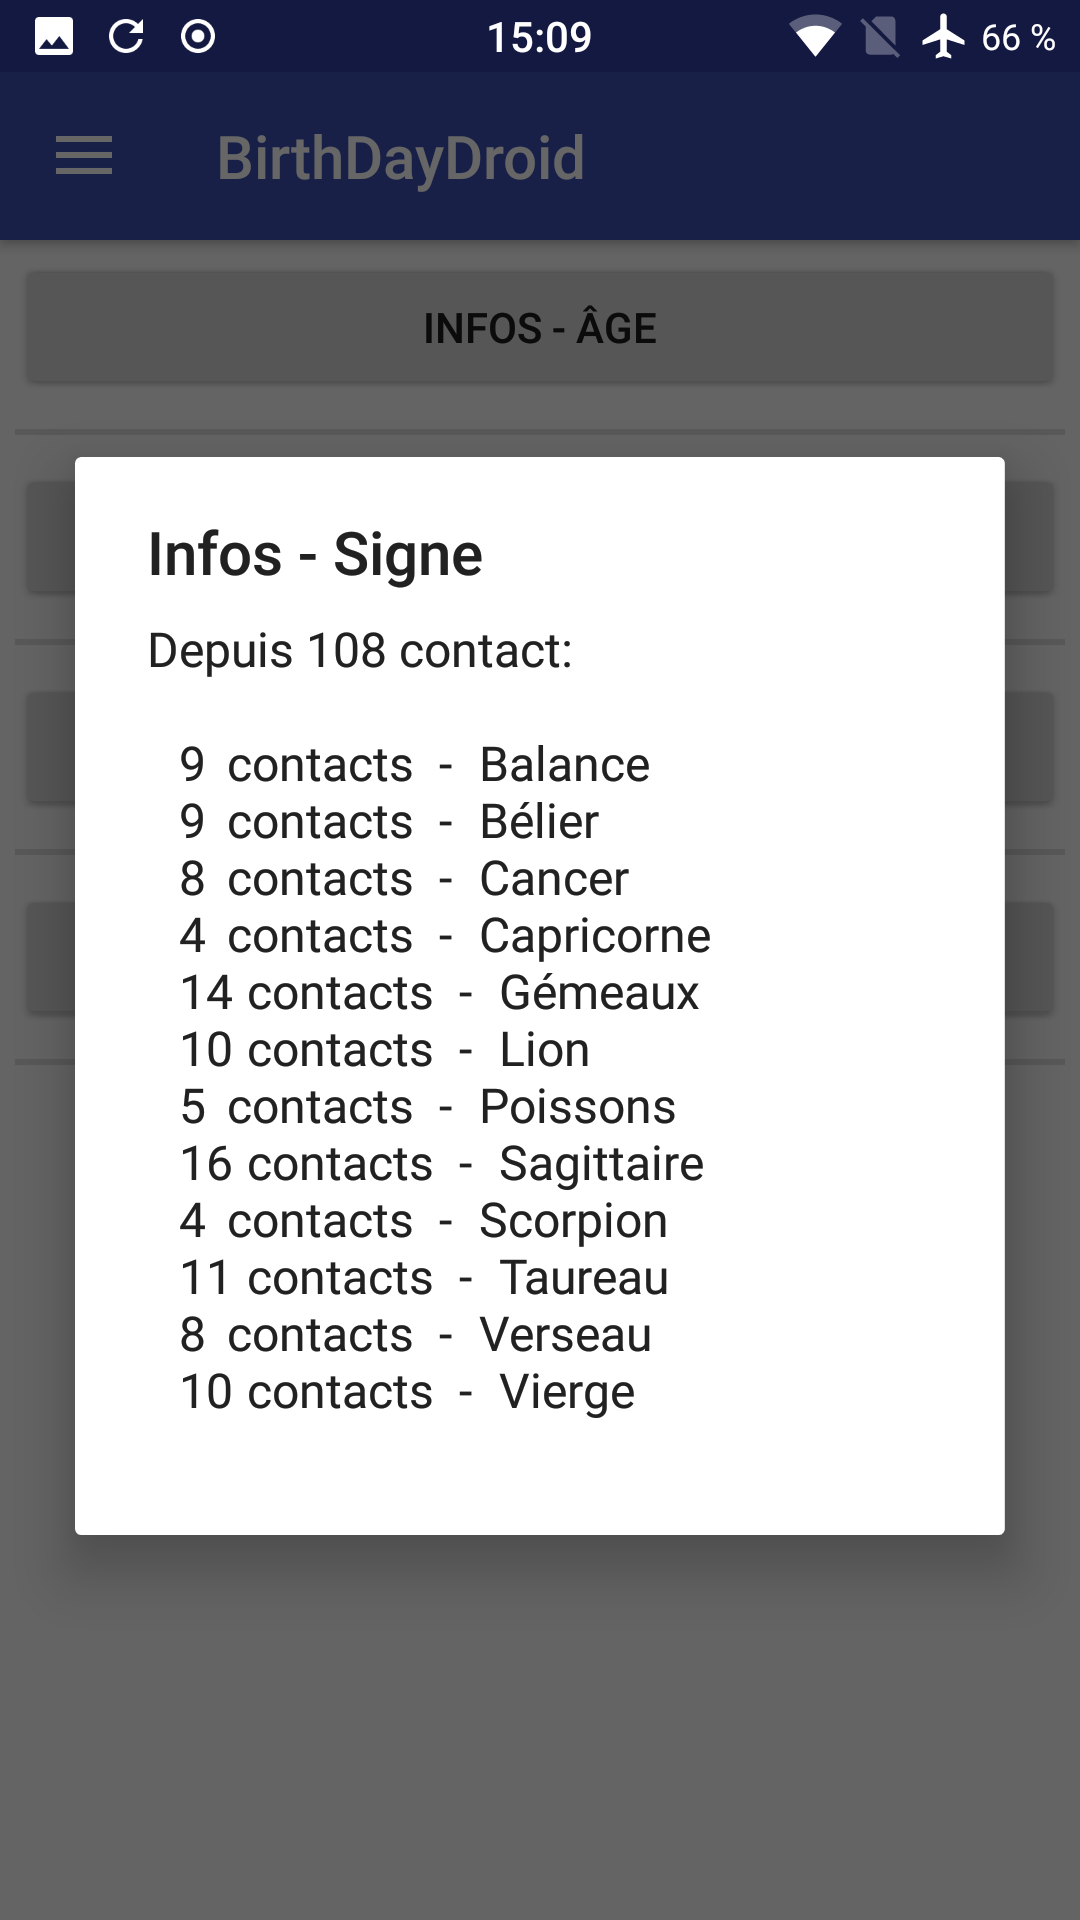 15:09
66 %
BirthDayDroid
INFOS - ÂGE
Infos - Signe
Depuis 108 contact:
9 contacts - Balance
9 contacts - Bélier
8 contacts - Cancer
4 contacts - Capricorne
14 contacts - Gémeaux
10 contacts - Lion
5 contacts - Poissons
16 contacts - Sagittaire
4 contacts - Scorpion
11 contacts - Taureau
8 contacts - Verseau
10 contacts - Vierge